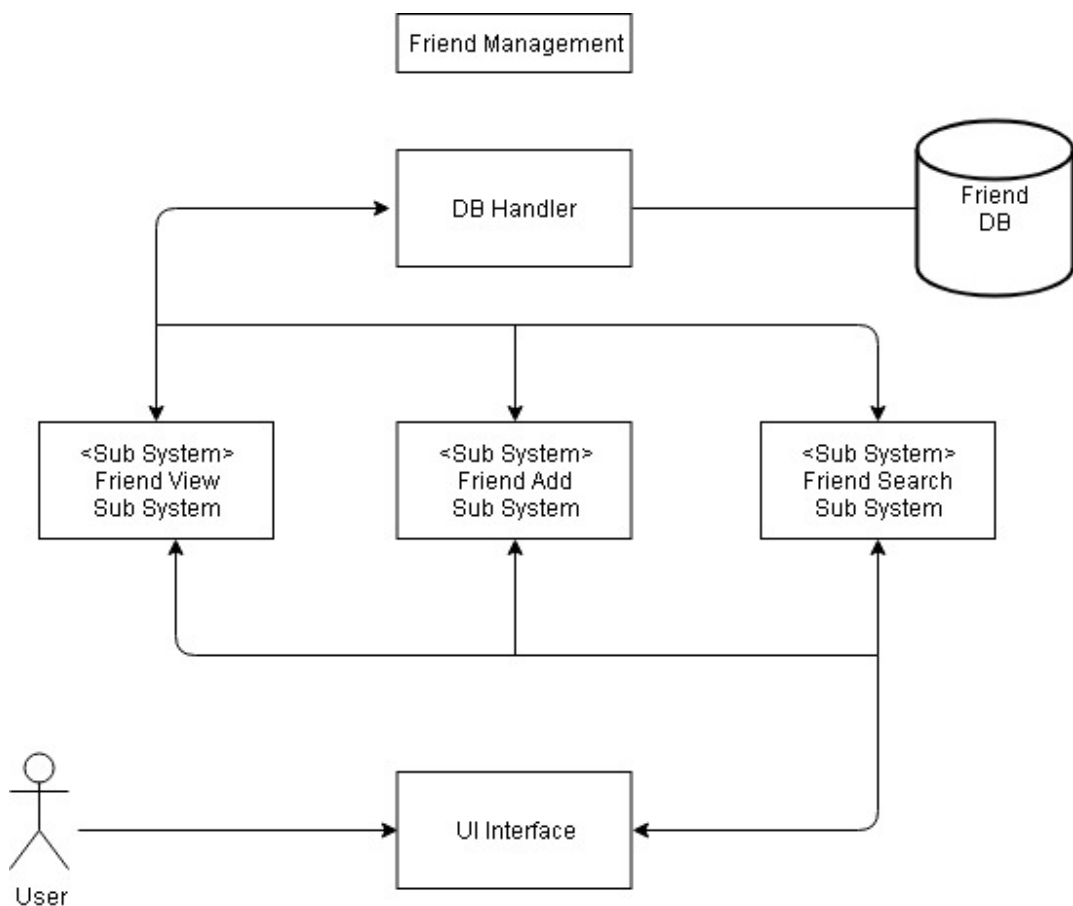 Friend Management
DB Handler
Friend
DB
<Sub System>
Friend View
Sub System
<Sub System>
Friend Add
Sub System
<Sub System>
Friend Search
Sub System
UI Interface
User